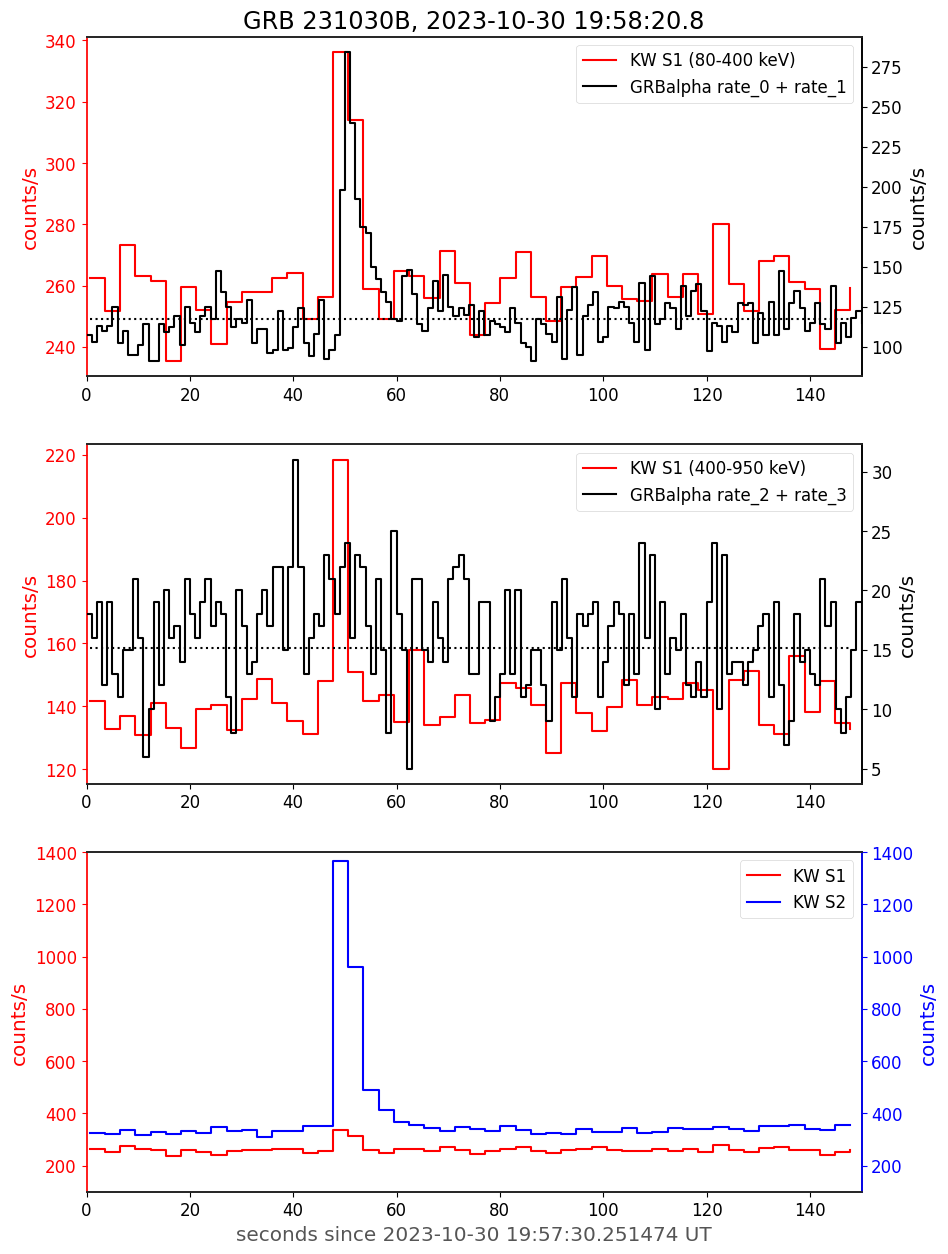 GRB 231030B, 2023-10-30 19:58:20.8
KW S1 (80-400 keV)
GRBalpha rate_0 + rate_1
340
320
300
280
260
240
275
250
225
200
175
150
125
100
counts/s
counts/s
0 20 40 60 80 100 120 140
KW S1 (400-950 keV)
GRBalpha rate_2 + rate_3
220
200
180
160
140
120
30
25
20
15
10
5
counts/s
counts/s
0 20 40 60 80 100 120 140
KW S1
KW S2
1400
1200
1000
800
600
400
200
1400
1200
1000
800
600
400
200
counts/s
counts/s
0 20 40 60 80 100 120 140
seconds since 2023-10-30 19:57:30.251474 UT